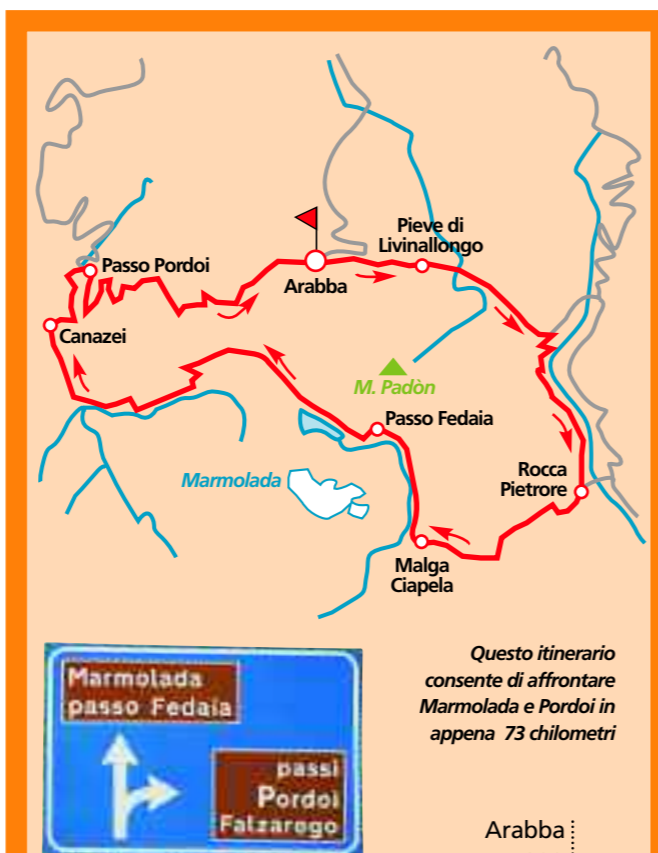 Passo Pordoi
Arabba
Pieve di
Livinallongo
Canazei
M. Padòn
Passo Fedaia
Marmolada
Rocca
Pietrore
Malga
Ciapela
Marmolada
passo Fedaia
passi
Pordoi
Falzarego
Questo itinerario
consente di affrontare
Marmolada e Pordoi in
appena 73 chilometri
Arabba